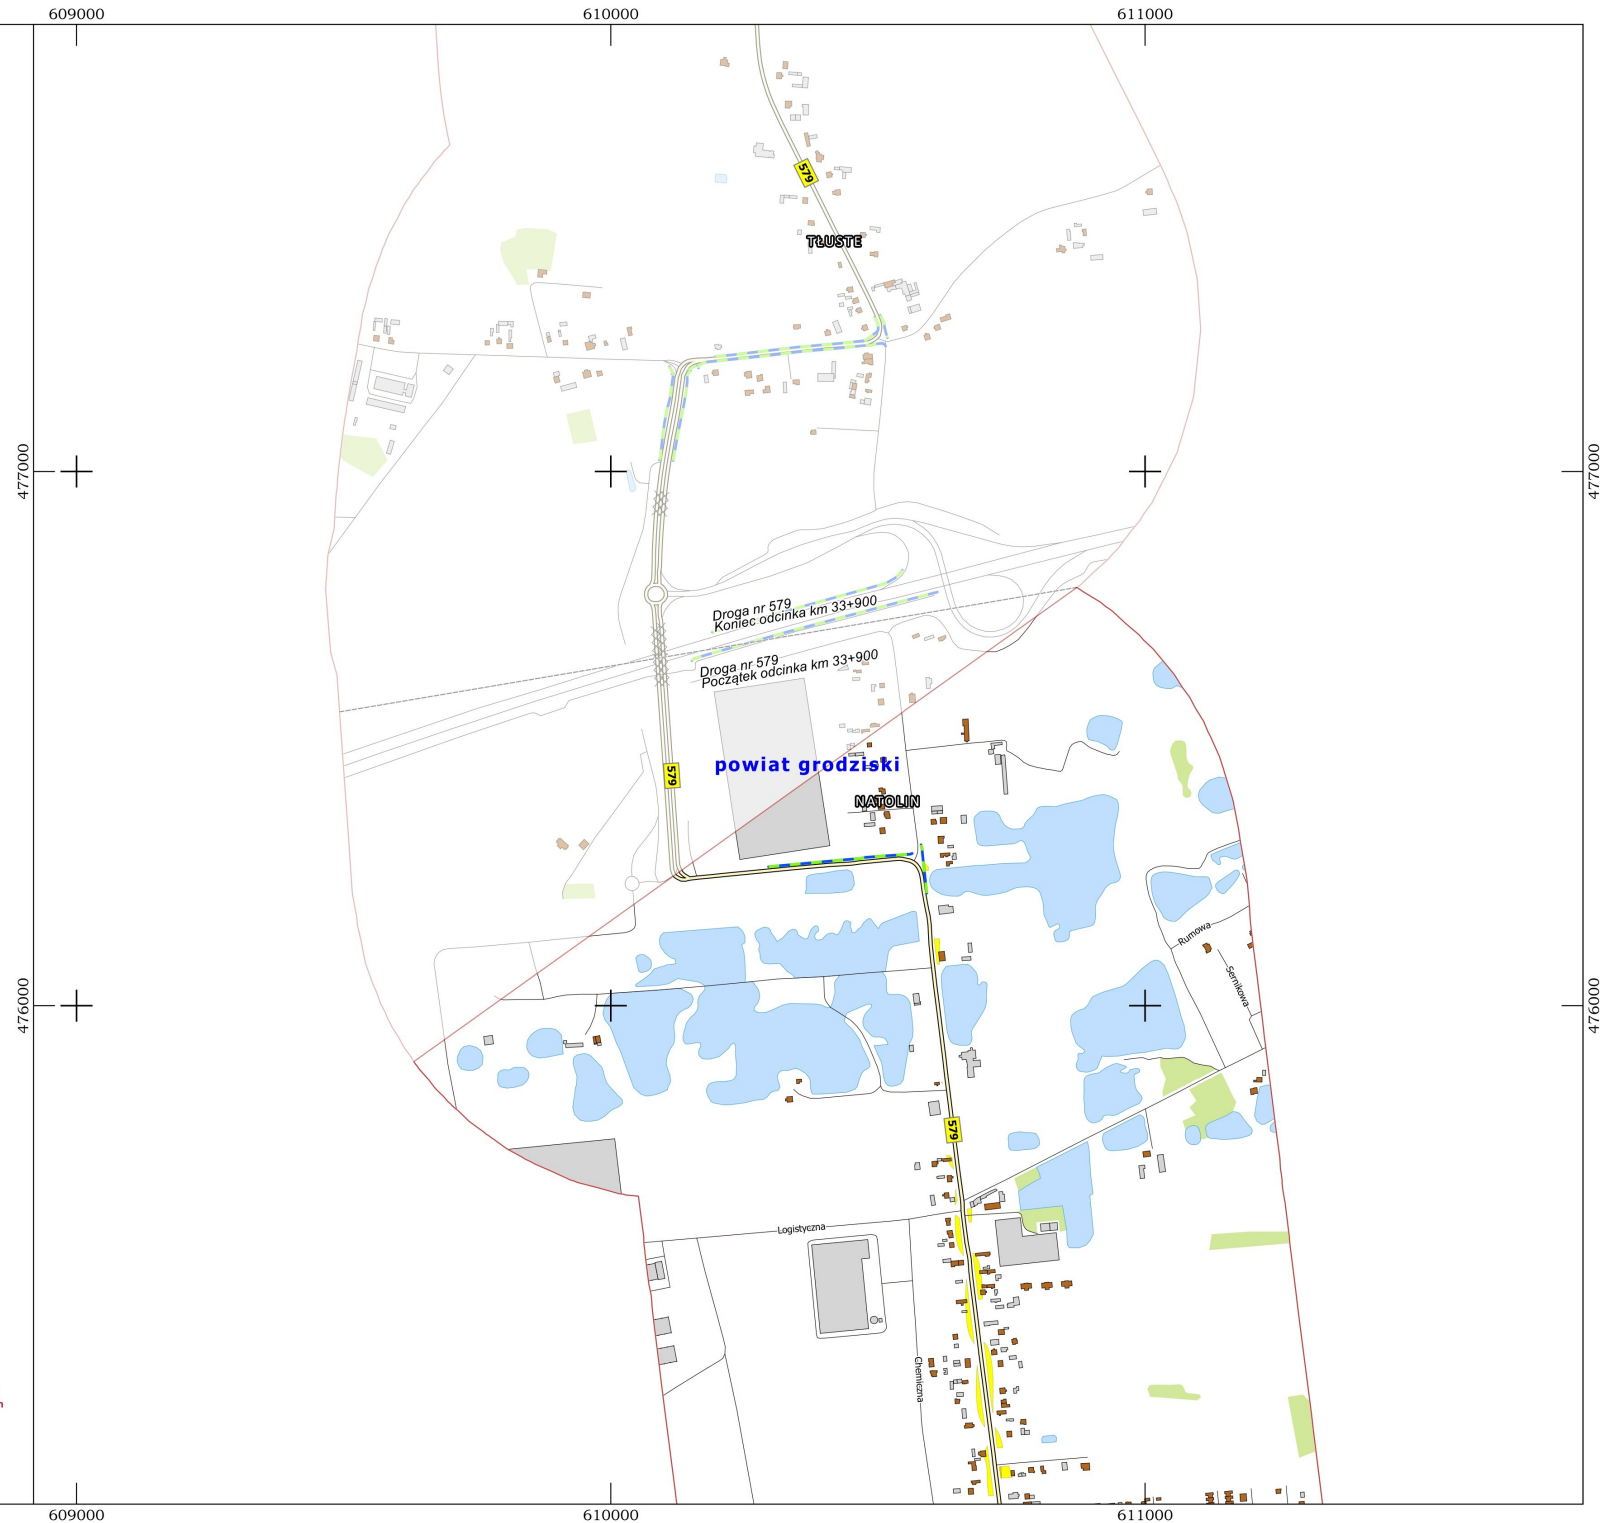 609000
610000
611000
579
TŁUSTE
477000
477000
Droga nr 579
Koniec odcinka km 33+900
Droga nr 579
Początek odcinka km 33+900
579
powiat grodziski
NATOLIN
Rumowa
Sernikowa
476000
476000
579
Logistyczna
Chemiczna
609000
610000
611000